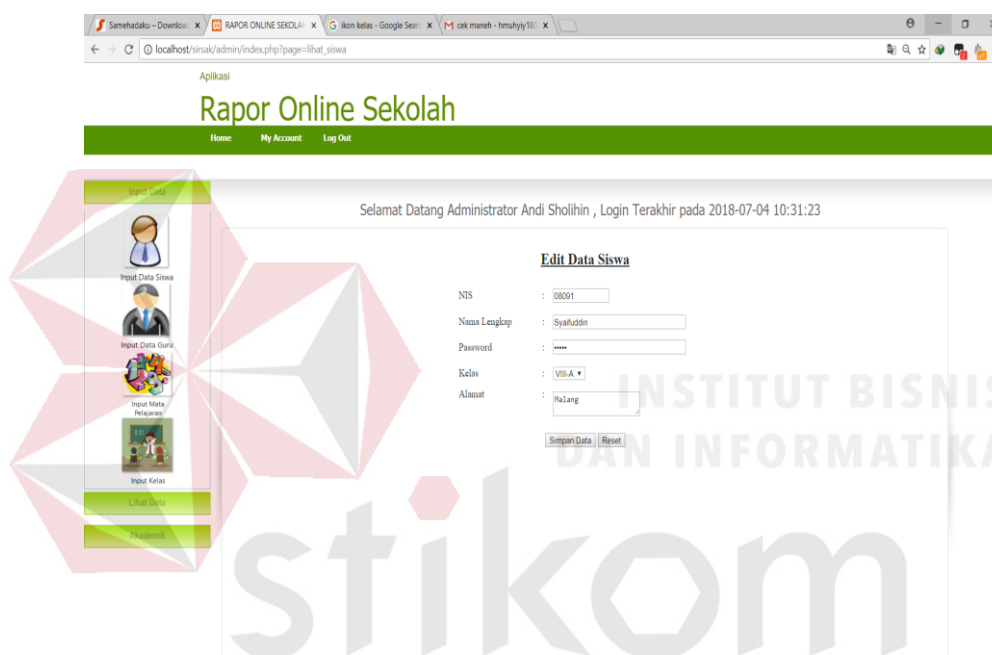 Samehadaku – Downloa
RAPOR ONLINE SEKOLA
ikon kelas - Google Sear
cek maneh - hmuhyiy18
localhost/sirsak/admin/index.php?page=lihat_siswa
Aplikasi
Rapor Online Sekolah
Home My Account Log Out
Input Data
Selamat Datang Administrator Andi Sholihin , Login Terakhir pada 2018-07-04 10:31:23
Input Data Siswa
Input Data Guru
Input Mata
Pelajaran
Input Kelas
Lihat Data
Akademik
Edit Data Siswa
NIS : 08091
Nama Lengkap : Syaifuddin
Password : •••••
Kelas : VIII-A
Alamat : Malang
Simpan Data Reset
INSTITUT BISNIS
DAN INFORMATIKA
stikom